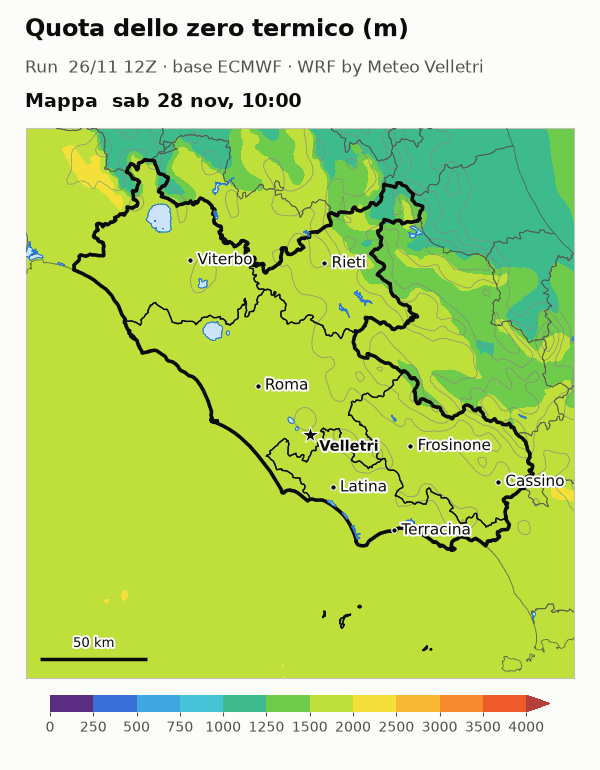 Quota dello zero termico (m)
Run  26/11 12Z · base ECMWF · WRF by Meteo Velletri
Mappa  sab 28 nov, 10:00
Viterbo
Rieti
Roma
Velletri
Frosinone
Latina
Cassino
Terracina
50 km
0 250 500 750 1000 1250 1500 2000 2500 3000 3500 4000